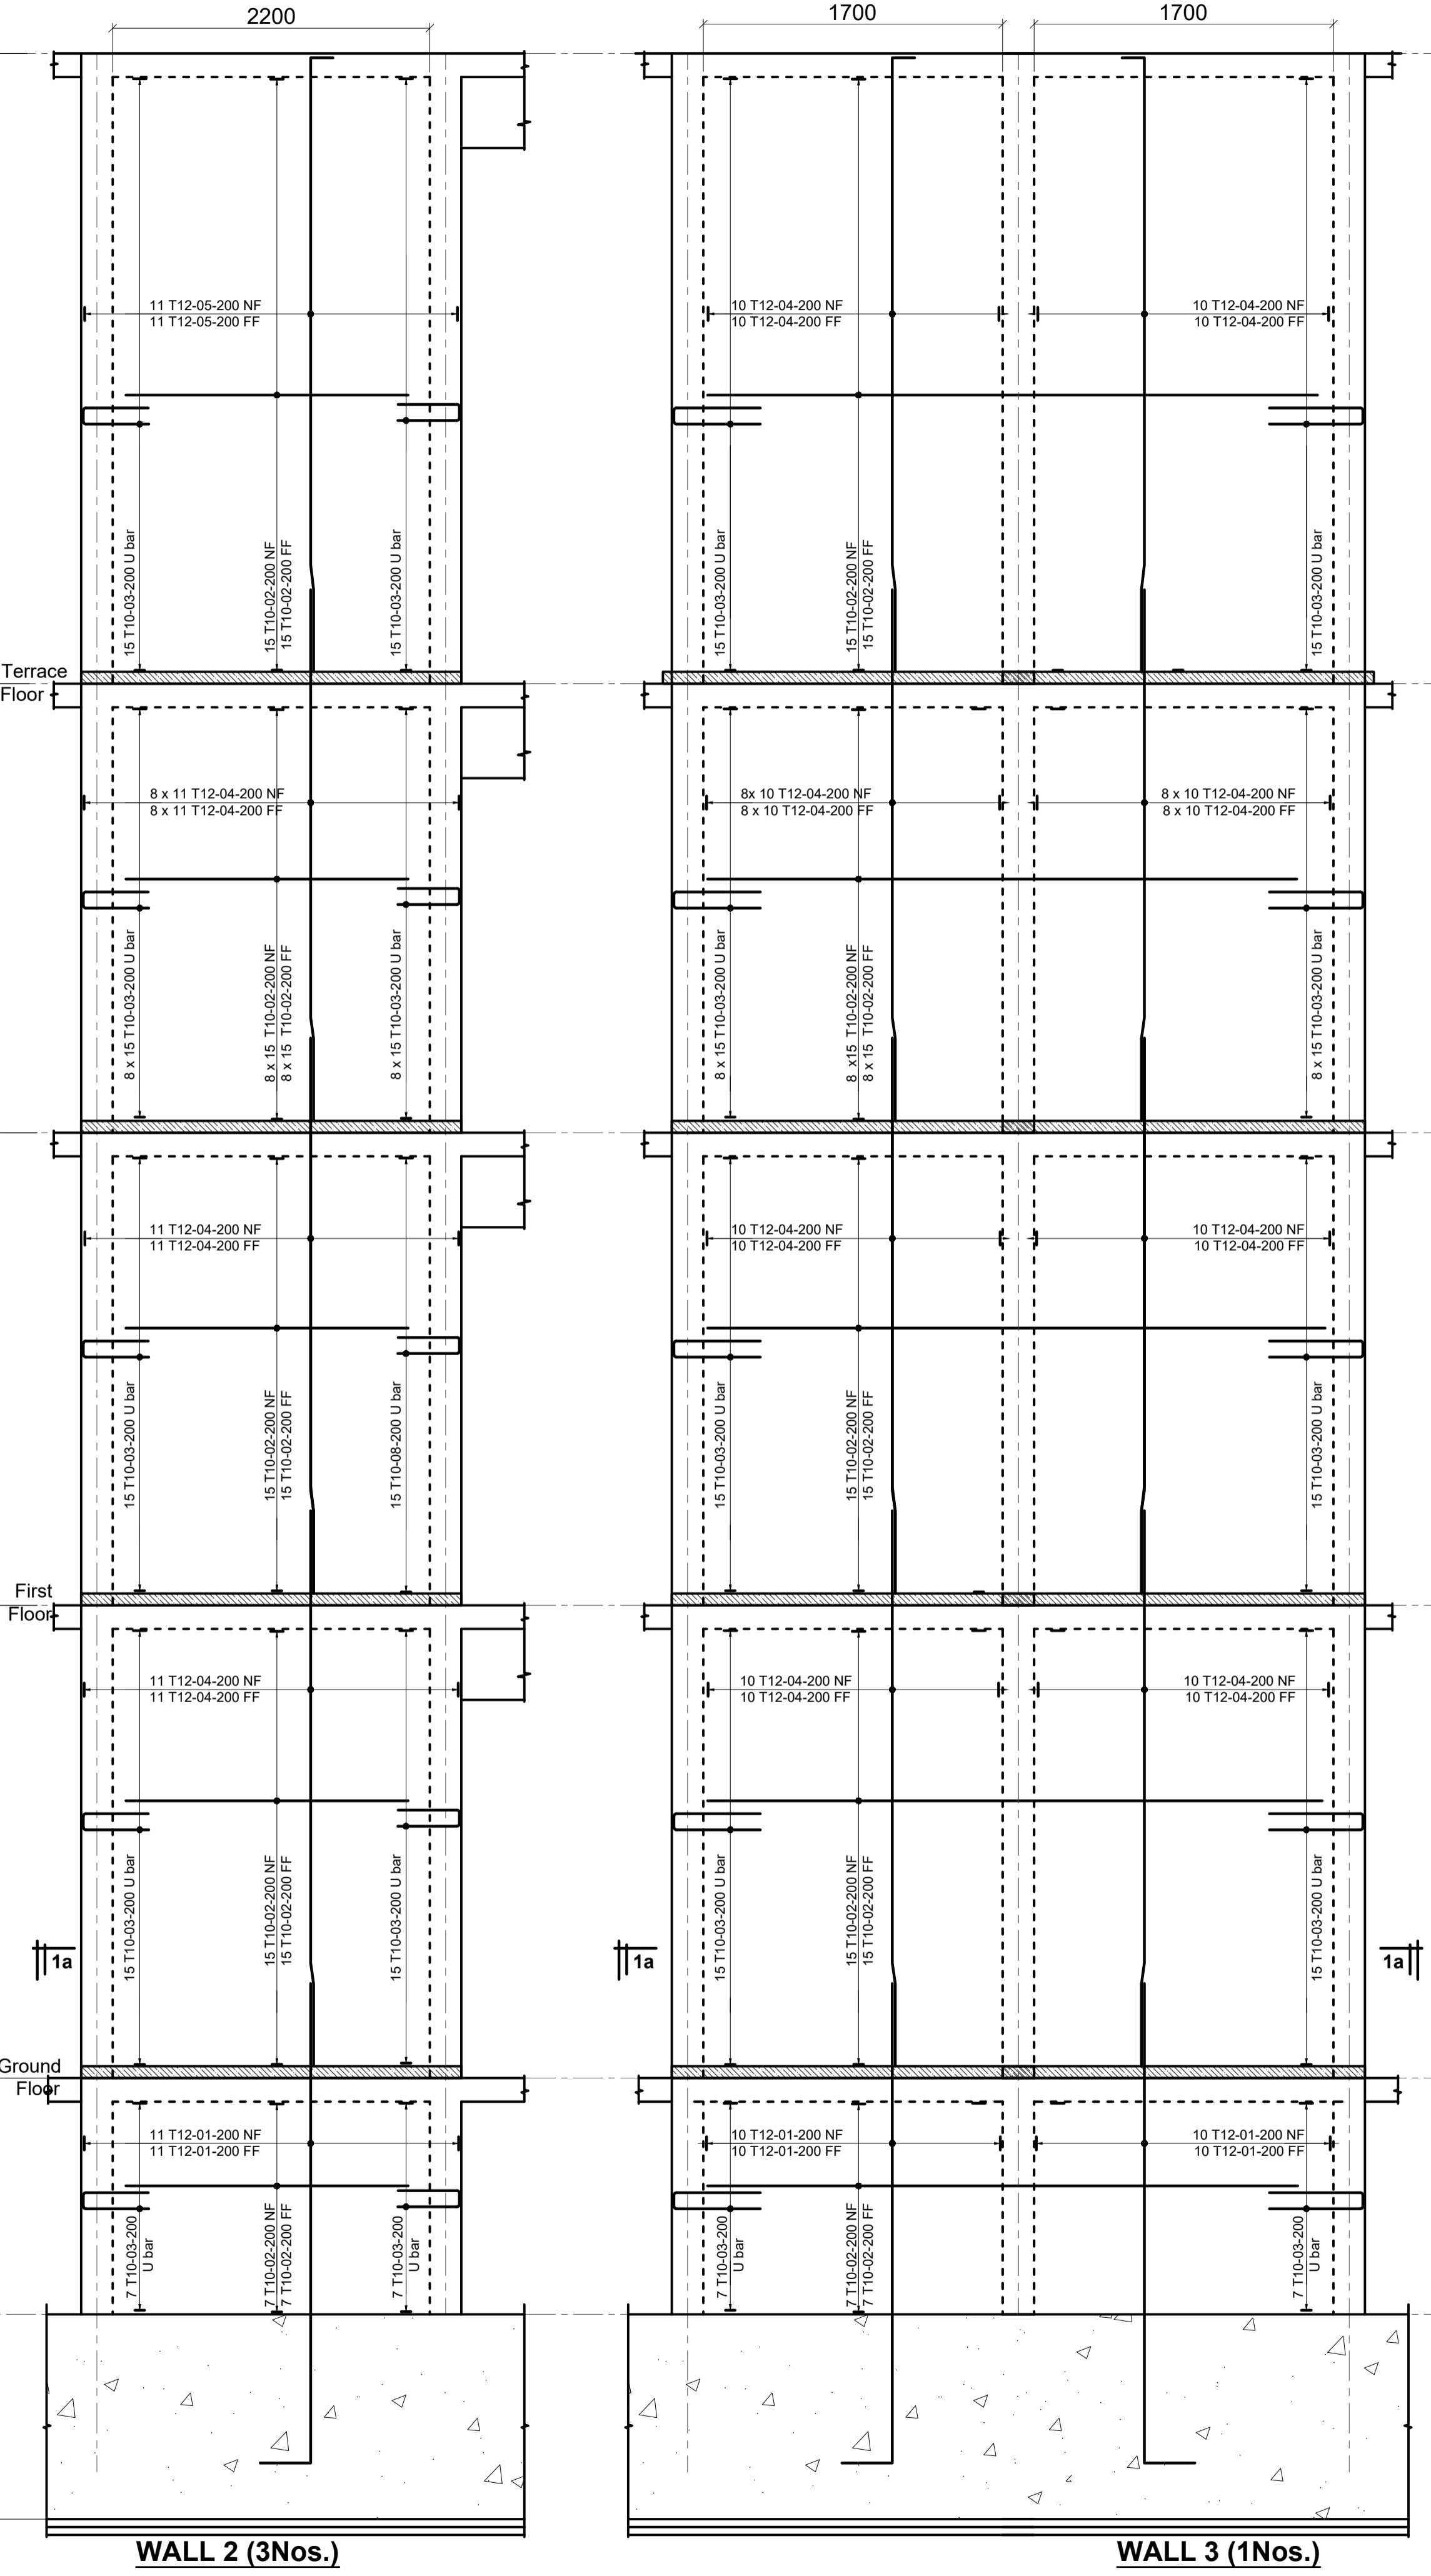 2200
1700
1700
11 T12-05-200 NF
11 T12-05-200 FF
10 T12-04-200 NF
10 T12-04-200 FF
10 T12-04-200 NF
10 T12-04-200 FF
15 T10-03-200 U bar
15 T10-02-200 NF
15 T10-02-200 FF
15 T10-03-200 U bar
15 T10-03-200 U bar
15 T10-02-200 NF
15 T10-02-200 FF
15 T10-03-200 U bar
Terrace
Floor
8 x 11 T12-04-200 NF
8 x 11 T12-04-200 FF
8x 10 T12-04-200 NF
8 x 10 T12-04-200 FF
8 x 10 T12-04-200 NF
8 x 10 T12-04-200 FF
8 x 15 T10-03-200 U bar
8 x 15 T10-02-200 NF
8 x 15 T10-02-200 FF
8 x 15 T10-03-200 U bar
8 x 15 T10-03-200 U bar
8 x15 T10-02-200 NF
8 x 15 T10-02-200 FF
8 x 15 T10-03-200 U bar
11 T12-04-200 NF
11 T12-04-200 FF
10 T12-04-200 NF
10 T12-04-200 FF
10 T12-04-200 NF
10 T12-04-200 FF
15 T10-03-200 U bar
15 T10-02-200 NF
15 T10-02-200 FF
15 T10-08-200 U bar
15 T10-03-200 U bar
15 T10-02-200 NF
15 T10-02-200 FF
15 T10-03-200 U bar
First
Floor
11 T12-04-200 NF
11 T12-04-200 FF
10 T12-04-200 NF
10 T12-04-200 FF
10 T12-04-200 NF
10 T12-04-200 FF
15 T10-03-200 U bar
15 T10-02-200 NF
15 T10-02-200 FF
15 T10-03-200 U bar
15 T10-03-200 U bar
15 T10-02-200 NF
15 T10-02-200 FF
15 T10-03-200 U bar
1a
1a
1a
Ground
Floor
11 T12-01-200 NF
11 T12-01-200 FF
10 T12-01-200 NF
10 T12-01-200 FF
10 T12-01-200 NF
10 T12-01-200 FF
7 T10-03-200
U bar
7 T10-02-200 NF
7 T10-02-200 FF
7 T10-03-200
U bar
7 T10-03-200
U bar
7 T10-02-200 NF
7 T10-02-200 FF
7 T10-03-200
U bar
WALL 2 (3Nos.)
WALL 3 (1Nos.)